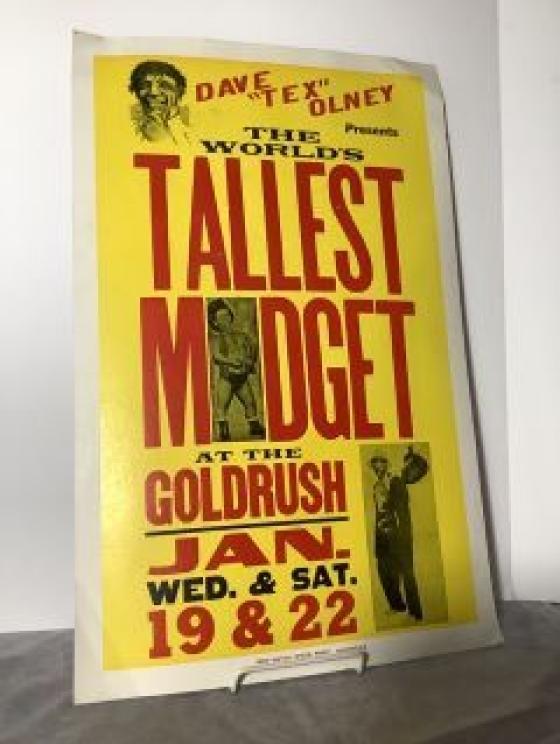 DAVE "TEX" OLNEY
Presents
THE
WORLD'S
TALLEST
MIDGET
AT THE
GOLDRUSH
JAN.
WED. & SAT.
19 & 22